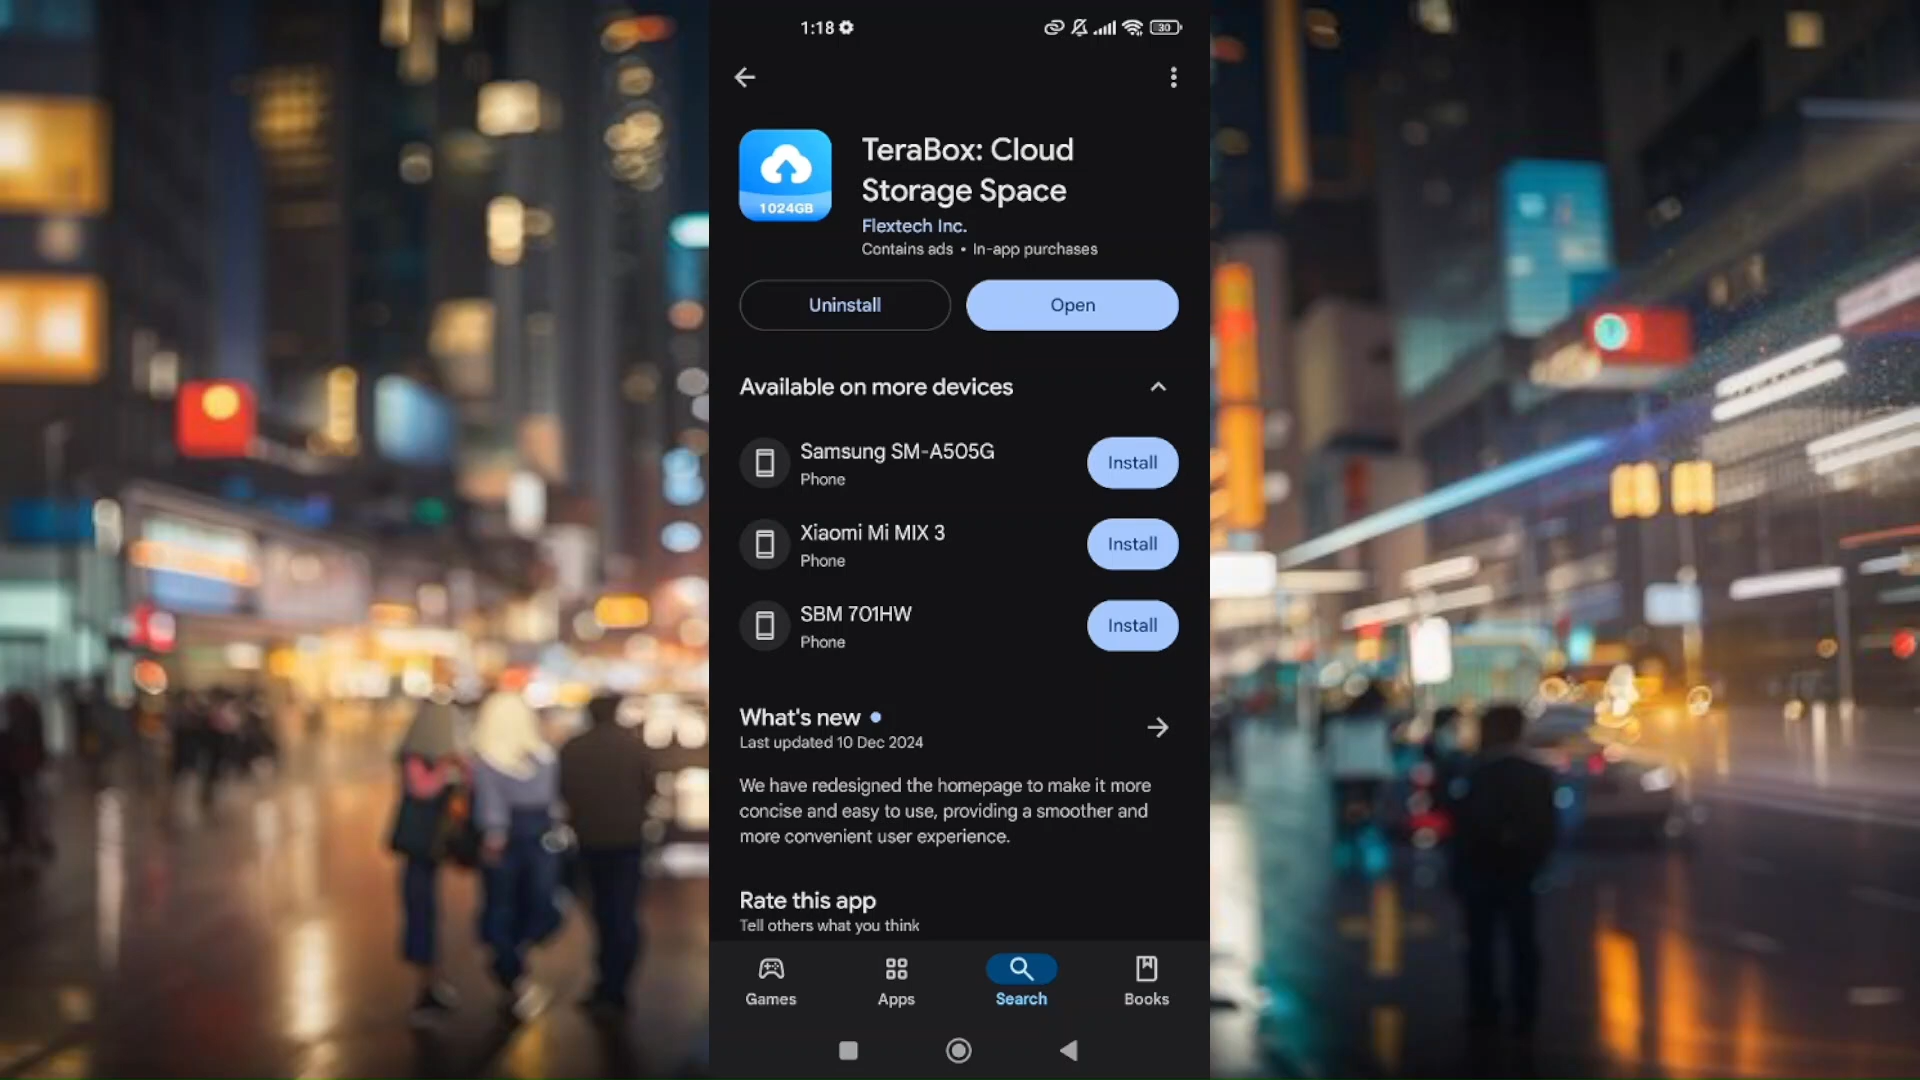 1:18
30
TeraBox: Cloud
Storage Space
1024GB
Flextech Inc.
Contains ads • In-app purchases
Uninstall
Open
Available on more devices
Samsung SM-A505G
Phone
Install
Xiaomi Mi MIX 3
Phone
Install
SBM 701HW
Phone
Install
What's new
Last updated 10 Dec 2024
We have redesigned the homepage to make it more
concise and easy to use, providing a smoother and
more convenient user experience.
Rate this app
Tell others what you think
Games
Apps
Search
Books